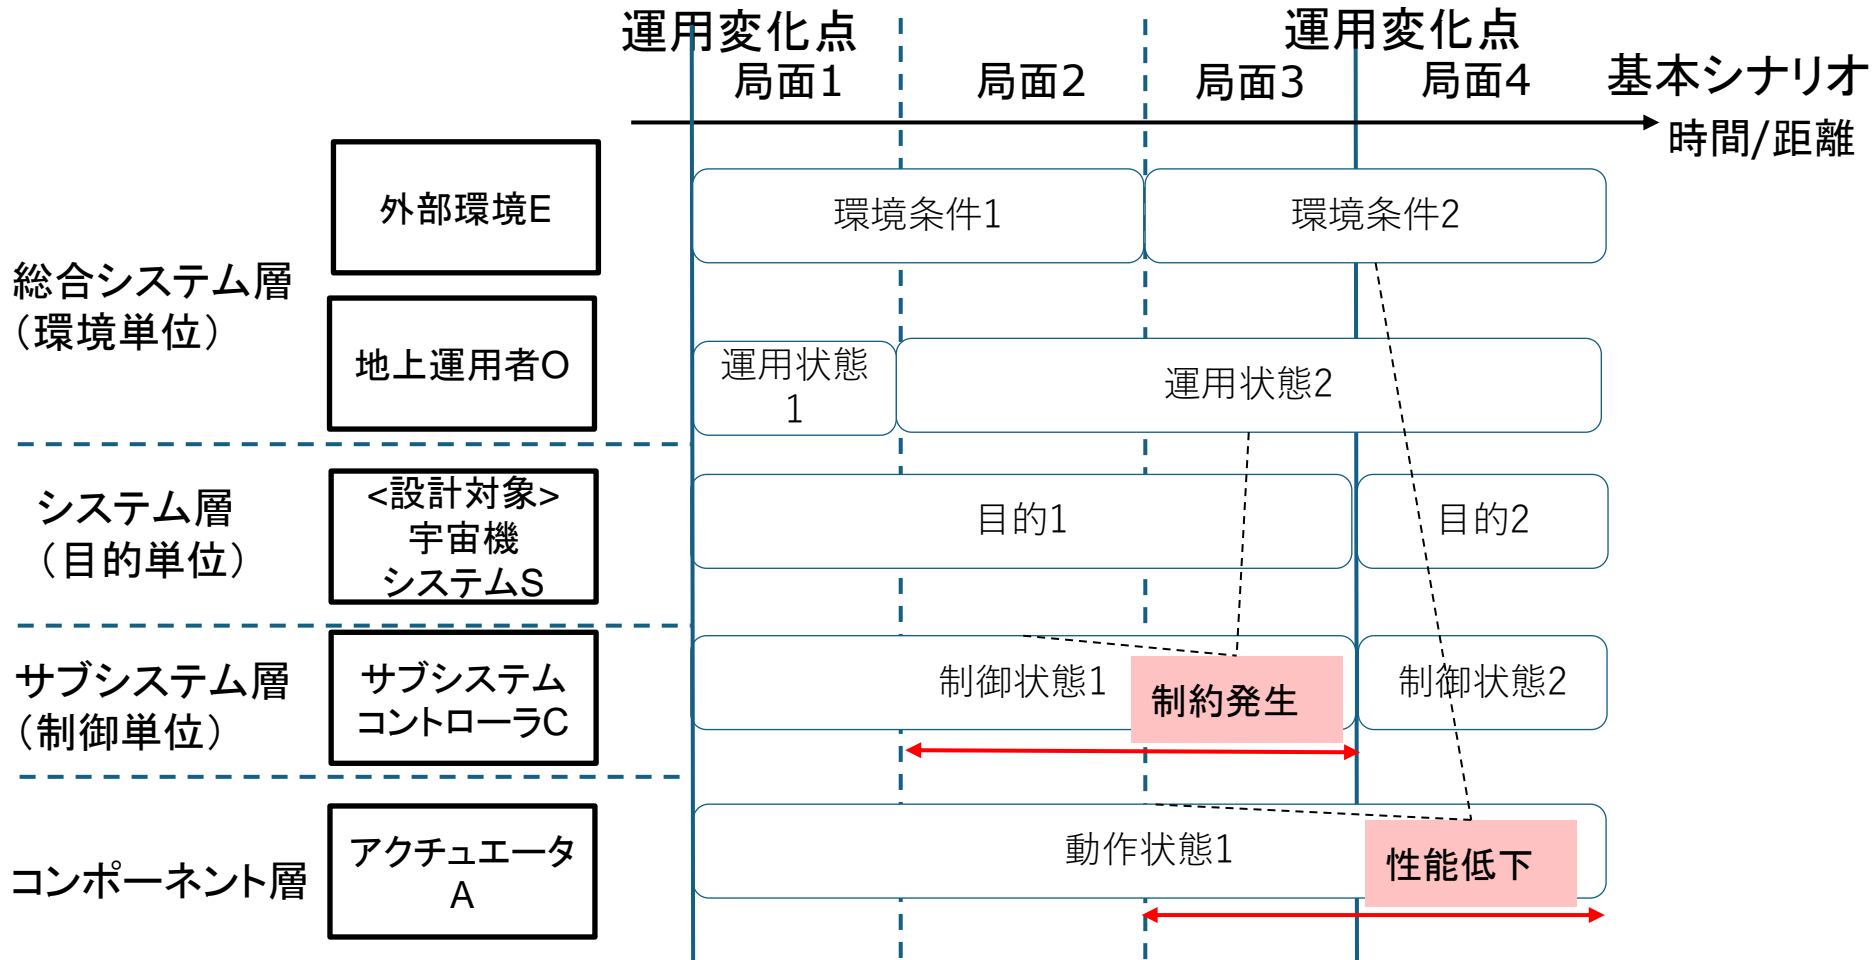 運用変化点
運用変化点
局面1
局面2
局面3
局面4
基本シナリオ
時間/距離
総合システム層
（環境単位）
外部環境E
環境条件1
環境条件2
地上運用者O
運用状態
1
運用状態2
システム層
（目的単位）
<設計対象>
宇宙機
システムS
目的1
目的2
サブシステム層
（制御単位）
サブシステム
コントローラC
制御状態1
制約発生
制御状態2
コンポーネント層
アクチュエータ
A
動作状態1
性能低下